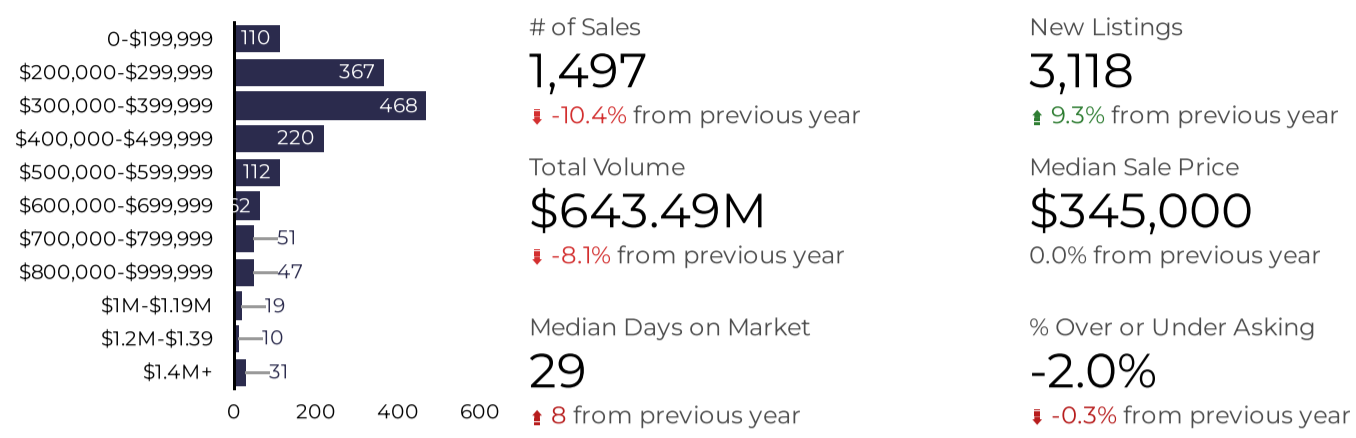 0-$199,999 110
$200,000-$299,999 367
$300,000-$399,999 468
$400,000-$499,999 220
$500,000-$599,999 112
$600,000-$699,999 62
$700,000-$799,999 51
$800,000-$999,999 47
$1M-$1.19M 19
$1.2M-$1.39 10
$1.4M+ 31
0 200 400 600
# of Sales
1,497
-10.4% from previous year
Total Volume
$643.49M
-8.1% from previous year
Median Days on Market
29
8 from previous year
New Listings
3,118
9.3% from previous year
Median Sale Price
$345,000
0.0% from previous year
% Over or Under Asking
-2.0%
-0.3% from previous year